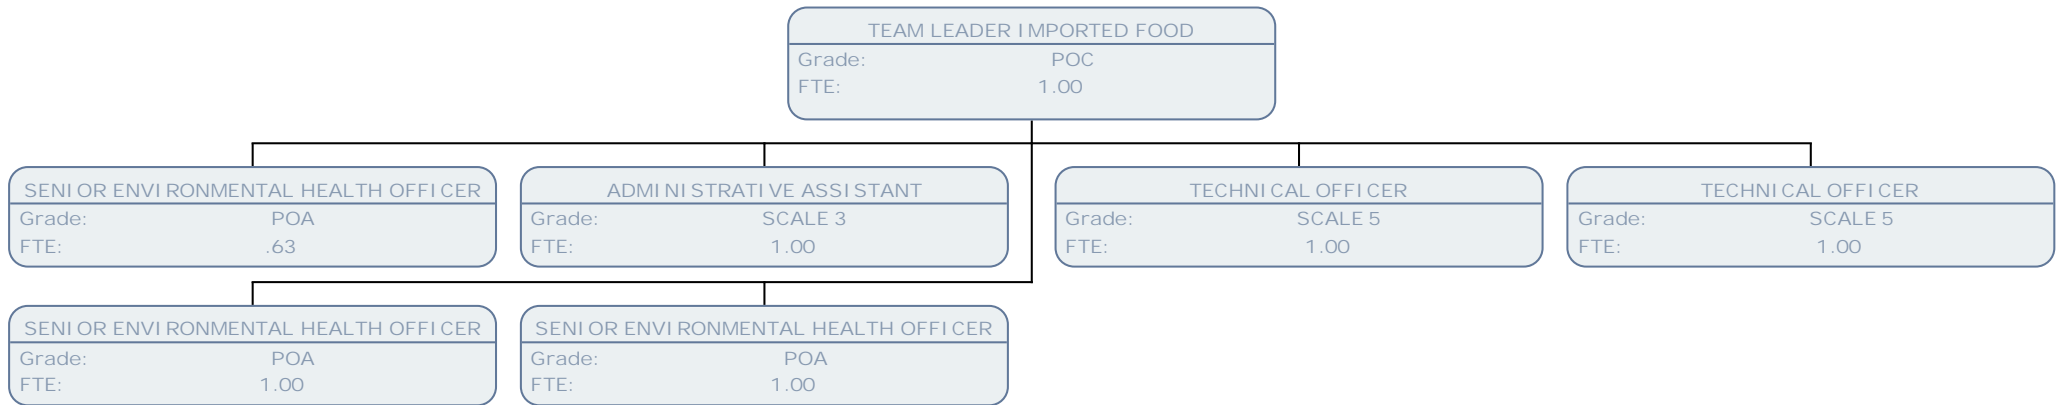 TEAM LEADER IMPORTED FOOD
Grade: POC
FTE: 1.00
SENIOR ENVIRONMENTAL HEALTH OFFICER
Grade: POA
FTE: .63
ADMINISTRATIVE ASSISTANT
Grade: SCALE 3
FTE: 1.00
TECHNICAL OFFICER
Grade: SCALE 5
FTE: 1.00
TECHNICAL OFFICER
Grade: SCALE 5
FTE: 1.00
SENIOR ENVIRONMENTAL HEALTH OFFICER
Grade: POA
FTE: 1.00
SENIOR ENVIRONMENTAL HEALTH OFFICER
Grade: POA
FTE: 1.00